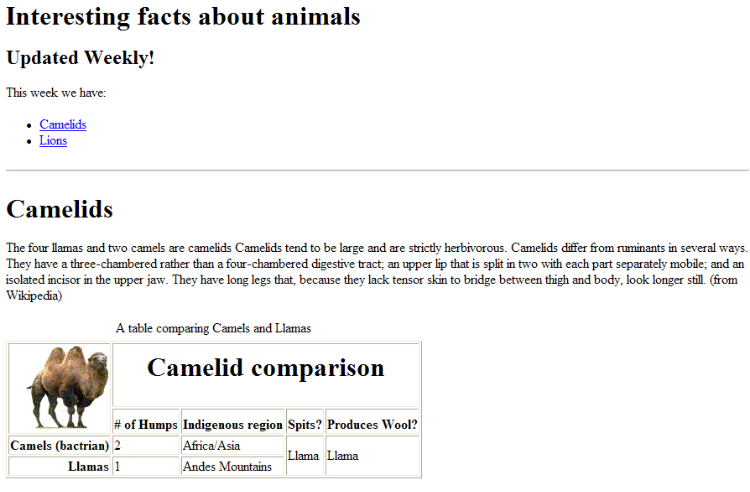 Interesting facts about animals
Updated Weekly!
This week we have:
Camelids
Lions
Camelids
The four llamas and two camels are camelids Camelids tend to be large and are strictly herbivorous. Camelids differ from ruminants in several ways.
They have a three-chambered rather than a four-chambered digestive tract; an upper lip that is split in two with each part separately mobile; and an
isolated incisor in the upper jaw. They have long legs that, because they lack tensor skin to bridge between thigh and body, look longer still. (from
Wikipedia)
A table comparing Camels and Llamas
Camelid comparison
# of Humps Indigenous region Spits? Produces Wool?
Camels (bactrian) 2 Africa/Asia Llama Llama
Llamas 1 Andes Mountains